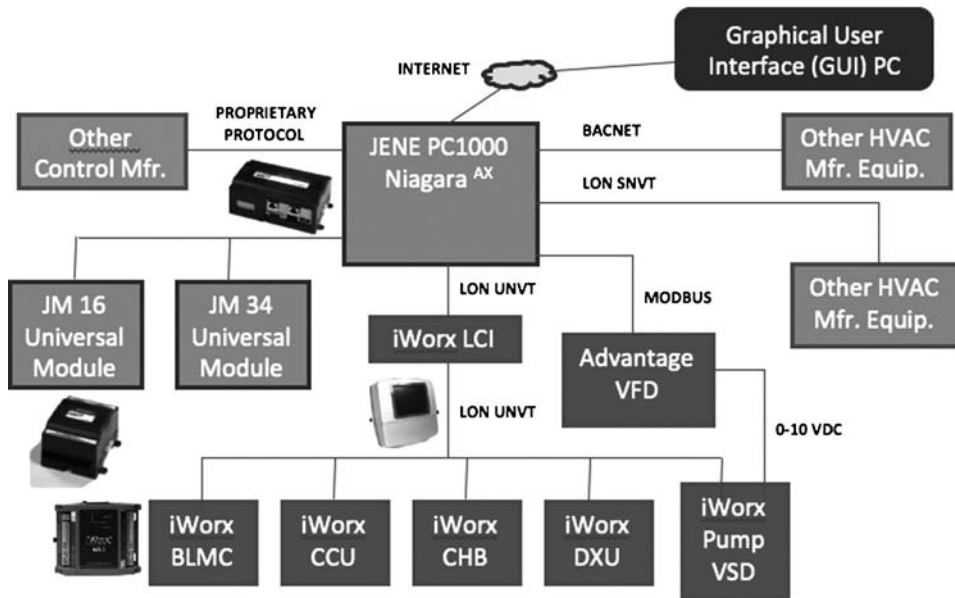 Graphical User
Interface (GUI) PC
INTERNET
PROPRIETARY
PROTOCOL
Other
Control Mfr.
JENE PC1000
Niagara AX
BACNET
Other HVAC
Mfr. Equip.
LON SNVT
Other HVAC
Mfr. Equip.
JM 16
Universal
Module
JM 34
Universal
Module
LON UNVT
iWorx LCI
MODBUS
Advantage
VFD
LON UNVT
0-10 VDC
iWorx
BLMC
iWorx
CCU
iWorx
CHB
iWorx
DXU
iWorx
Pump
VSD